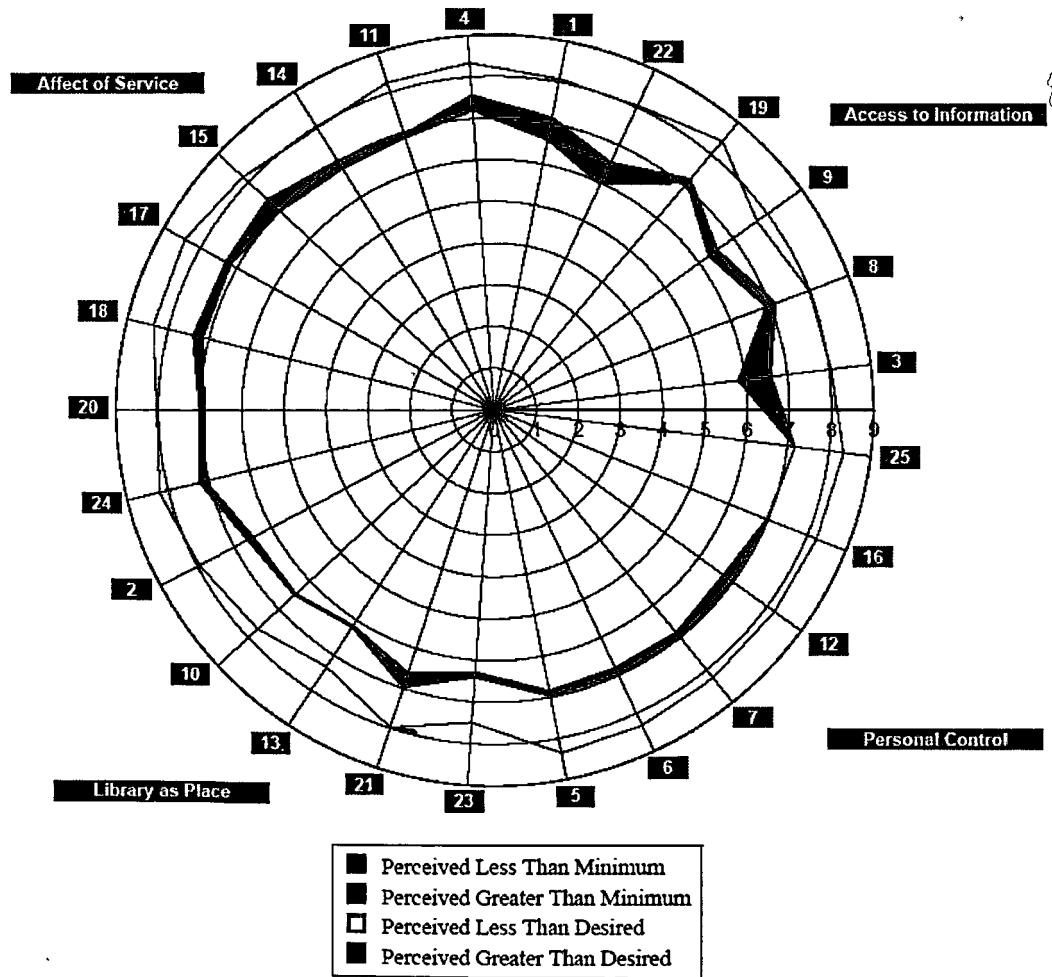 4
1
11
22
14
19
Affect of Service
Access to Information
15
9
17
8
18
3
20
0 1 2 3 4 5 6 7 8 9
25
24
16
2
12
10
7
13
6
Personal Control
21
23
5
Library as Place
Perceived Less Than Minimum
Perceived Greater Than Minimum
Perceived Less Than Desired
Perceived Greater Than Desired